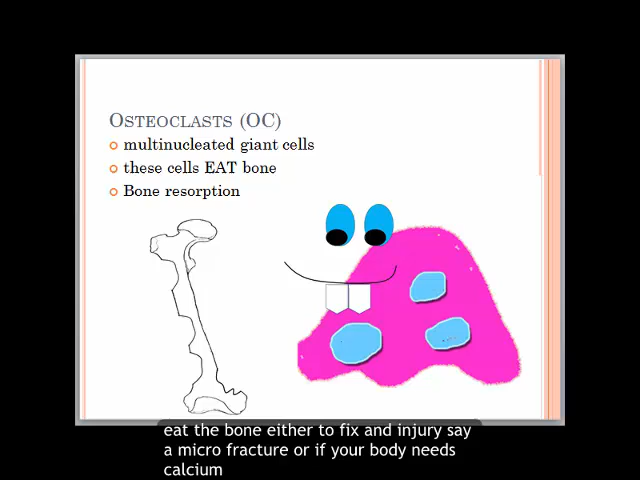 OSTEOCLASTS (OC)
multinucleated giant cells
these cells EAT bone
Bone resorption
eat the bone either to fix and injury say
a micro fracture or if your body needs
calcium